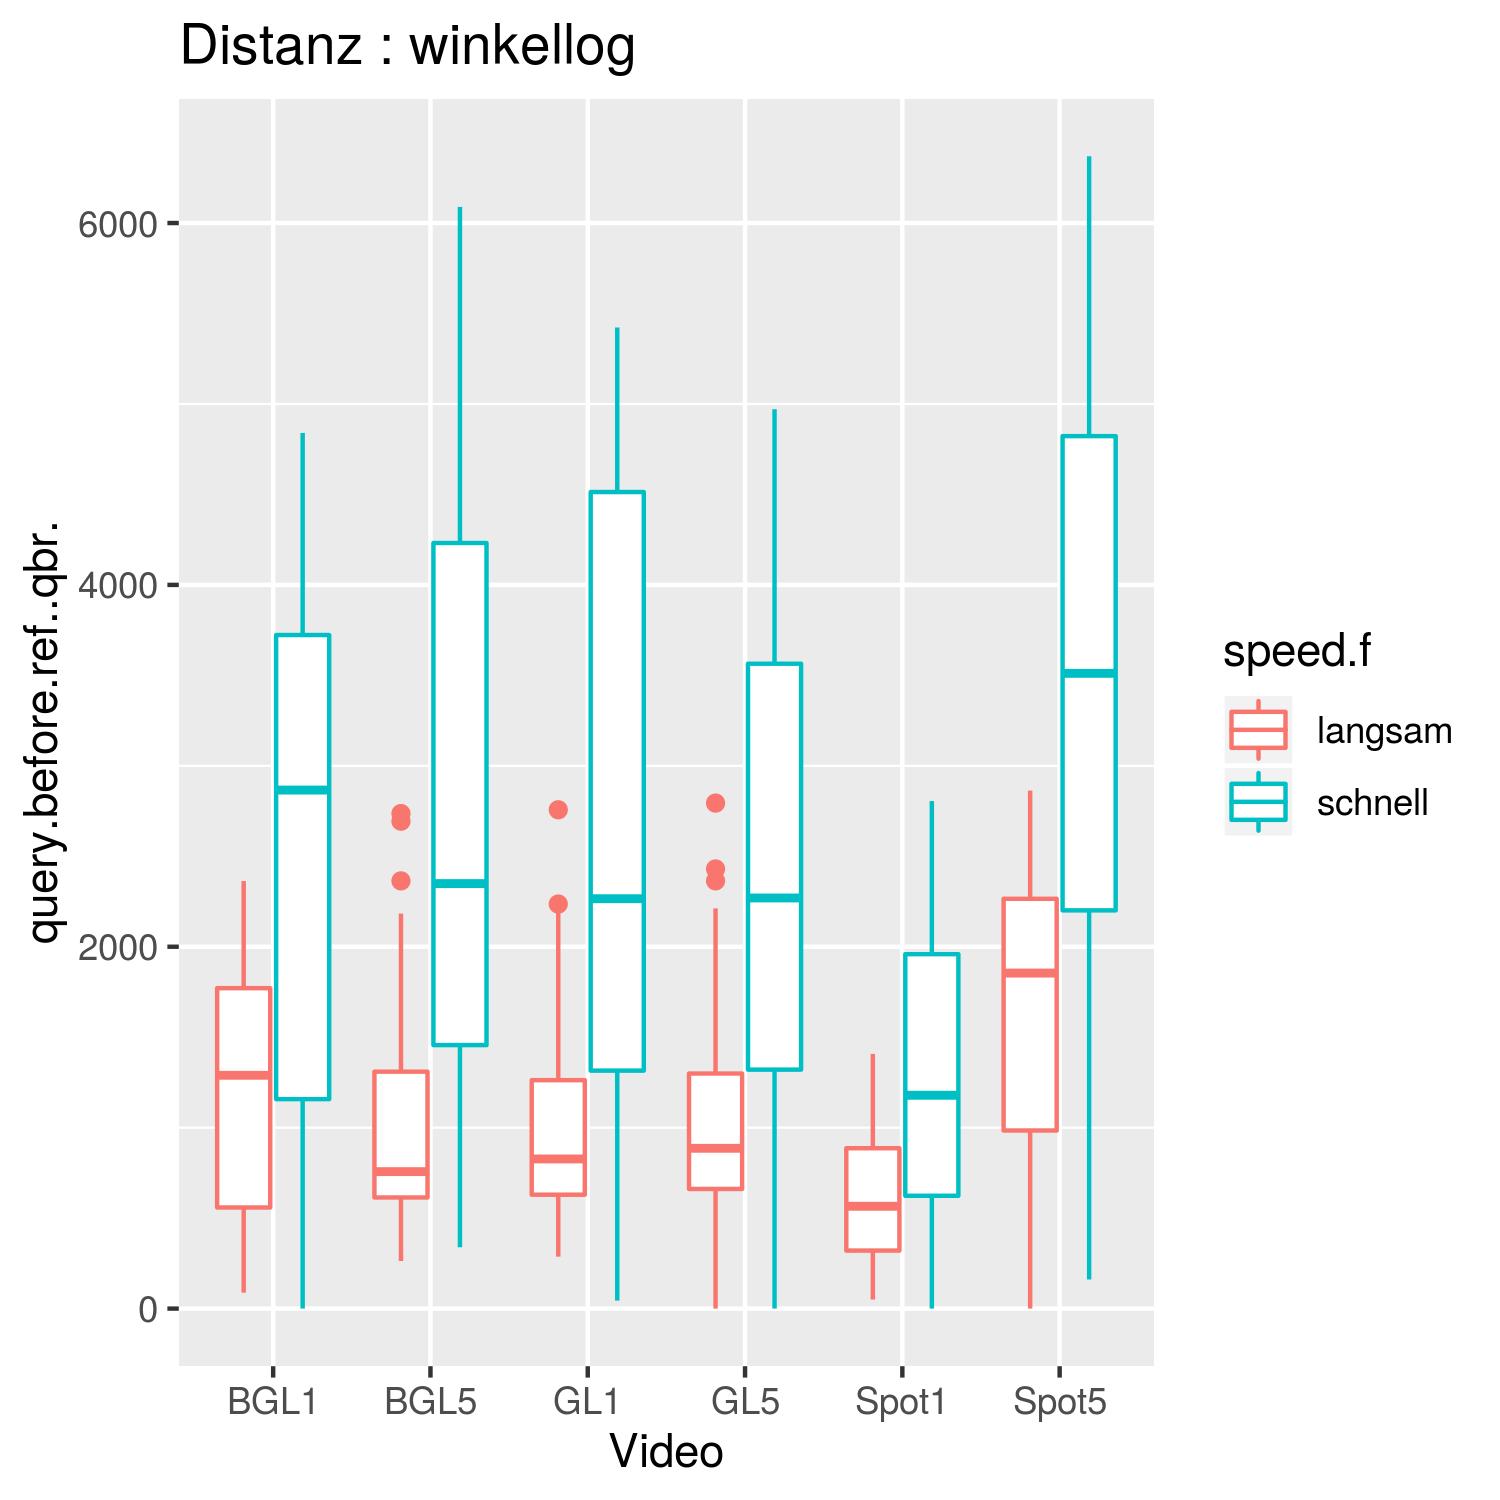 Distanz : winkellog
query.before.ref..qbr.
6000
4000
2000
0
BGL1 BGL5 GL1 GL5 Spot1 Spot5
Video
speed.f
langsam
schnell